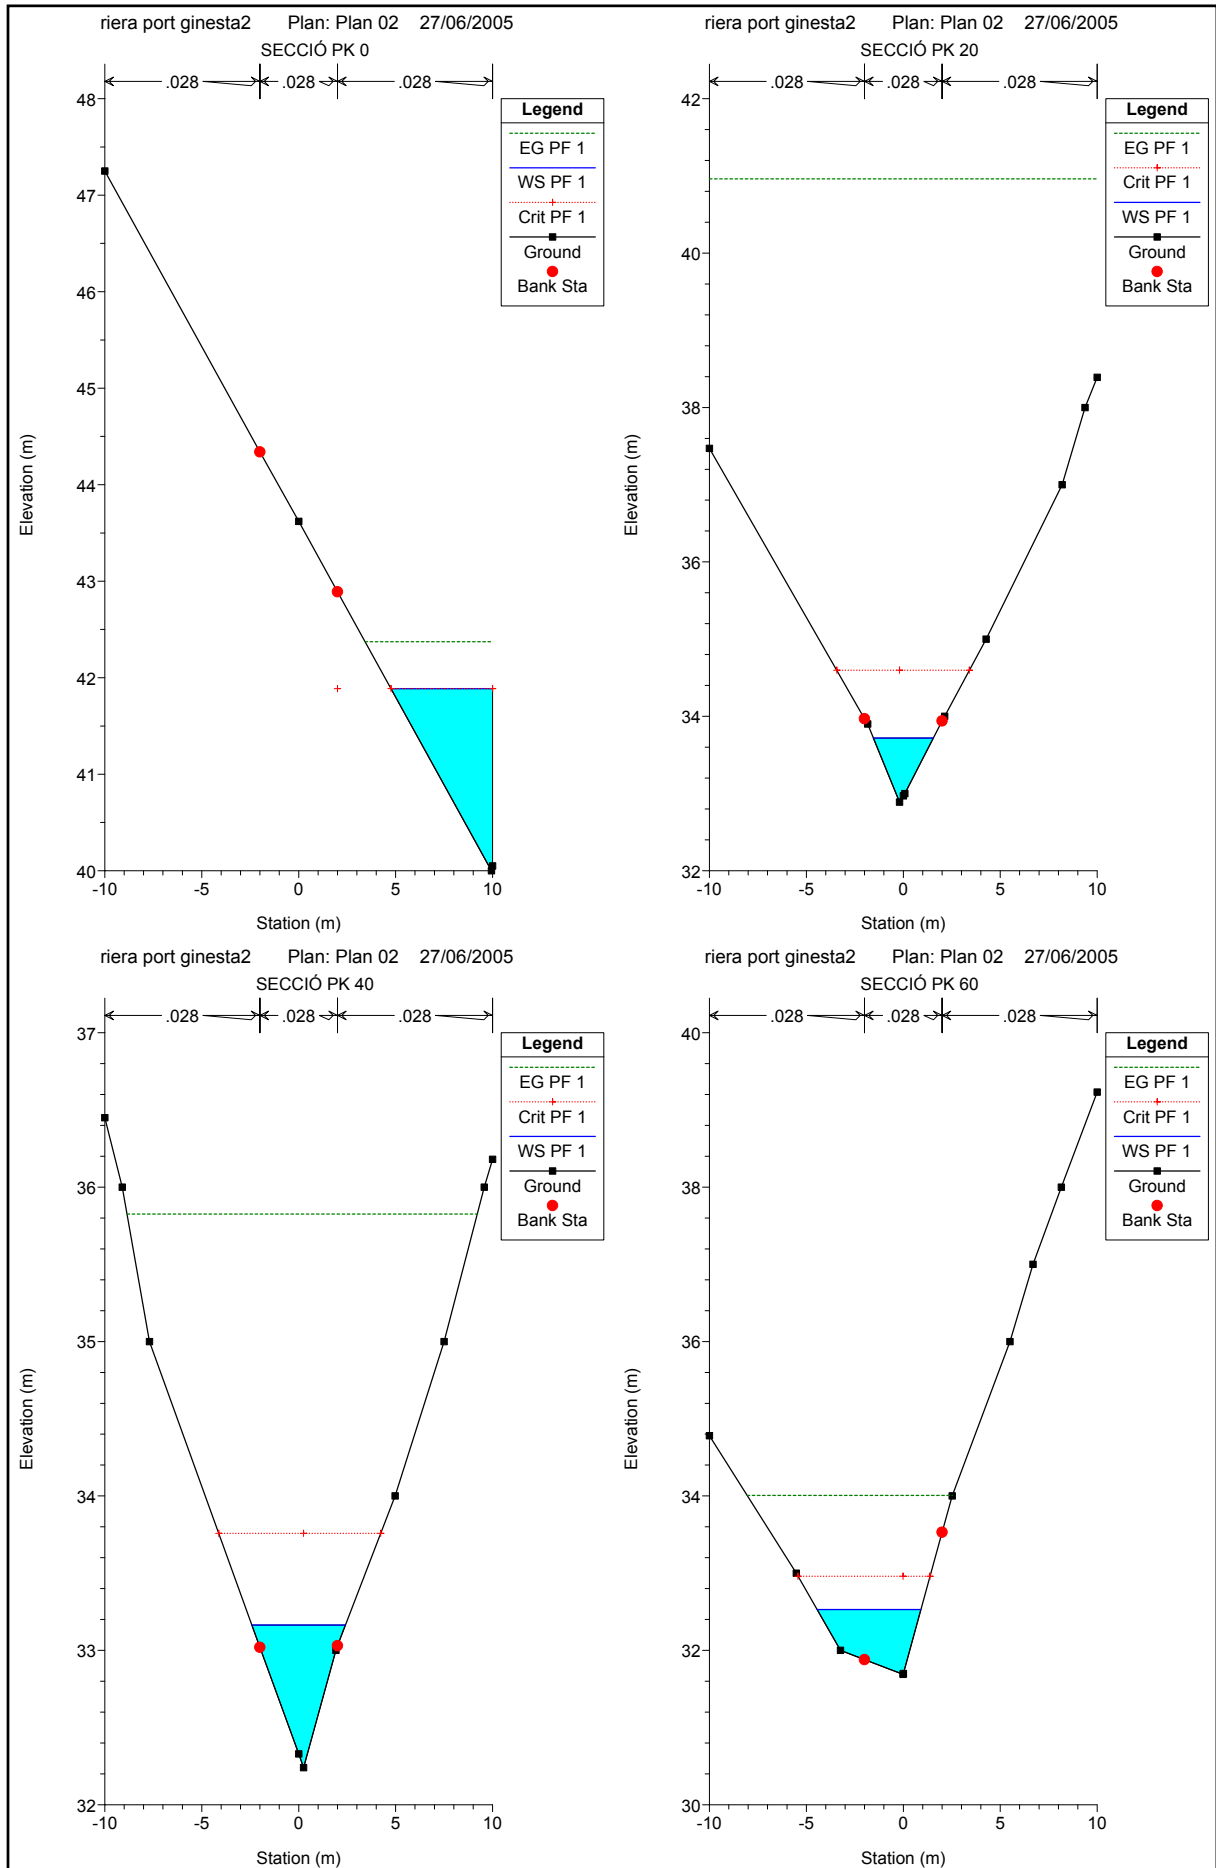 riera port ginesta2 Plan: Plan 02 27/06/2005
SECCIÓ PK 0
.028 .028 .028
Legend
EG PF 1
WS PF 1
Crit PF 1
Ground
Bank Sta
48
47
46
45
44
43
42
41
40
Elevation (m)
-10 -5 0 5 10
Station (m)
riera port ginesta2 Plan: Plan 02 27/06/2005
SECCIÓ PK 20
.028 .028 .028
Legend
EG PF 1
Crit PF 1
WS PF 1
Ground
Bank Sta
42
40
38
36
34
32
Elevation (m)
-10 -5 0 5 10
Station (m)
riera port ginesta2 Plan: Plan 02 27/06/2005
SECCIÓ PK 40
.028 .028 .028
Legend
EG PF 1
Crit PF 1
WS PF 1
Ground
Bank Sta
37
36
35
34
33
32
Elevation (m)
-10 -5 0 5 10
Station (m)
riera port ginesta2 Plan: Plan 02 27/06/2005
SECCIÓ PK 60
.028 .028 .028
Legend
EG PF 1
Crit PF 1
WS PF 1
Ground
Bank Sta
40
38
36
34
32
30
Elevation (m)
-10 -5 0 5 10
Station (m)